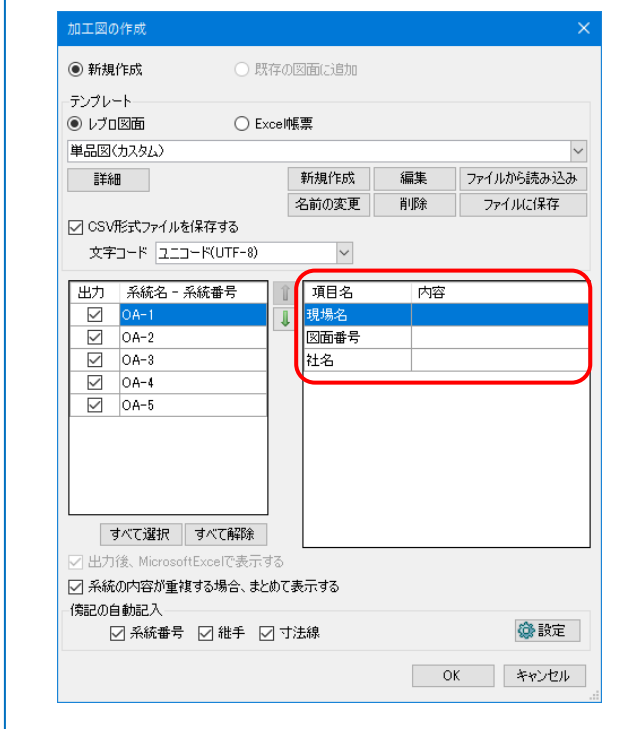 加工図の作成
新規作成 既存の図面に追加
テンプレート
レブロ図面 Excel帳票
単品図(カスタム)
詳細 新規作成 編集 ファイルから読み込み
名前の変更 削除 ファイルに保存
CSV形式ファイルを保存する
文字コード ユニコード(UTF-8)
出力 系統名 - 系統番号 項目名 内容
OA-1 現場名
OA-2 図面番号
OA-3 社名
OA-4
OA-5
すべて選択 すべて解除
出力後、MicrosoftExcelで表示する
系統の内容が重複する場合、まとめて表示する
傍記の自動記入
系統番号 継手 寸法線 設定
OK キャンセル